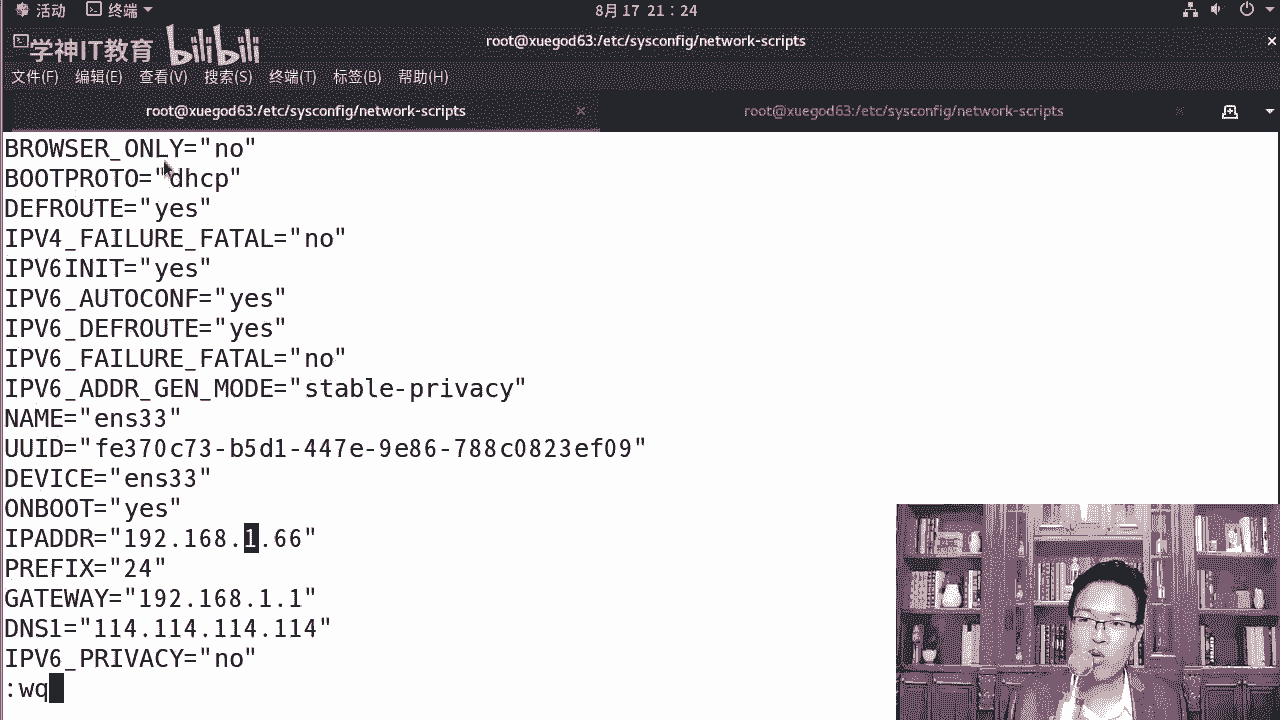 活动 终端 8月 17 21：24
root@xuegod63:/etc/sysconfig/network-scripts
学神IT教育 bilibili
文件(F) 编辑(E) 查看(V) 搜索(S) 终端(T) 标签(B) 帮助(H)
root@xuegod63:/etc/sysconfig/network-scripts root@xuegod63:/etc/sysconfig/network-scripts
BROWSER_ONLY="no"
BOOTPROTO="dhcp"
DEFROUTE="yes"
IPV4_FAILURE_FATAL="no"
IPV6INIT="yes"
IPV6_AUTOCONF="yes"
IPV6_DEFROUTE="yes"
IPV6_FAILURE_FATAL="no"
IPV6_ADDR_GEN_MODE="stable-privacy"
NAME="ens33"
UUID="fe370c73-b5d1-447e-9e86-788c0823ef09"
DEVICE="ens33"
ONBOOT="yes"
IPADDR="192.168.1.66"
PREFIX="24"
GATEWAY="192.168.1.1"
DNS1="114.114.114.114"
IPV6_PRIVACY="no"
:wq